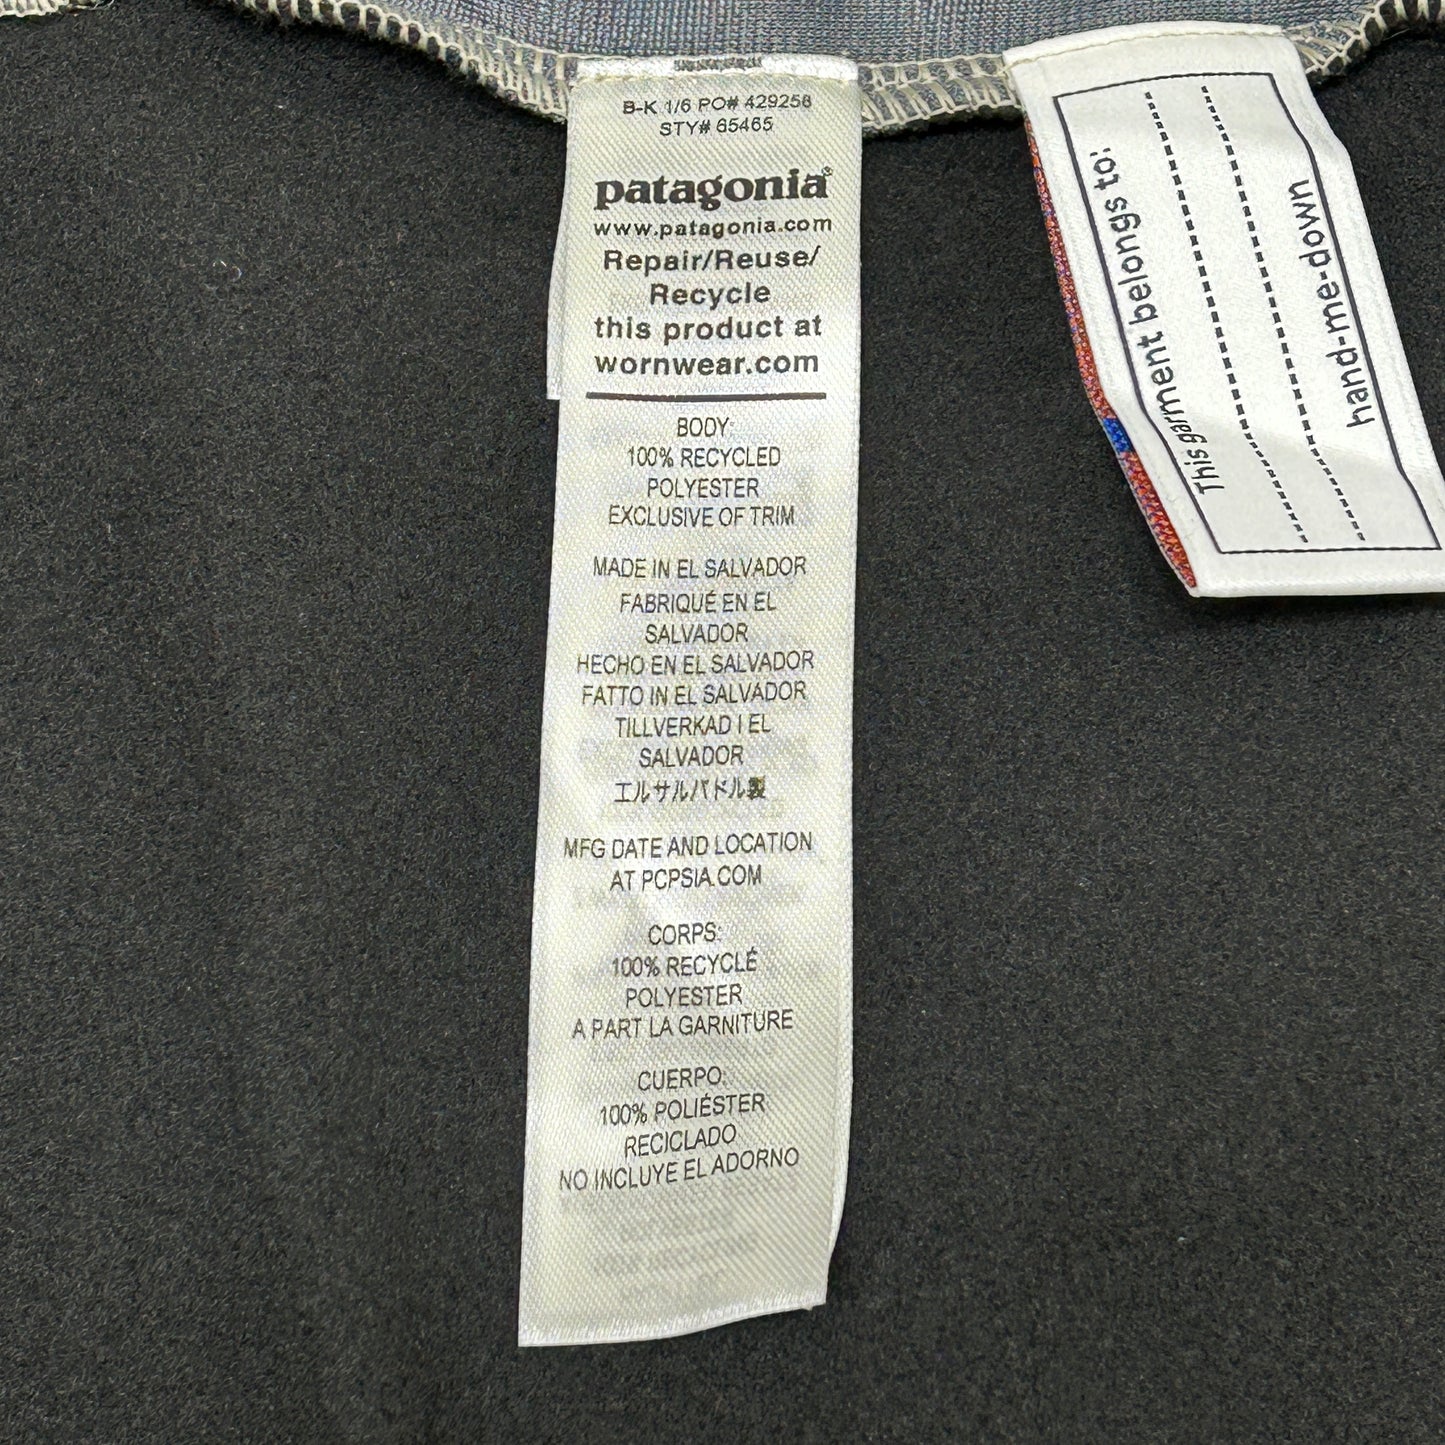 B-K 1/6 PO# 429258
STY# 65465
patagonia®
www.patagonia.com
Repair/Reuse/
Recycle
this product at
wornwear.com
BODY:
100% RECYCLED
POLYESTER
EXCLUSIVE OF TRIM
MADE IN EL SALVADOR
FABRIQUÉ EN EL
SALVADOR
HECHO EN EL SALVADOR
FATTO IN EL SALVADOR
TILLVERKAD I EL
SALVADOR
エルサルバドル製
MFG DATE AND LOCATION
AT PCPSIA.COM
CORPS:
100% RECYCLÉ
POLYESTER
A PART LA GARNITURE
CUERPO:
100% POLIÉSTER
RECICLADO
NO INCLUYE EL ADORNO
This garment belongs to:
hand-me-down